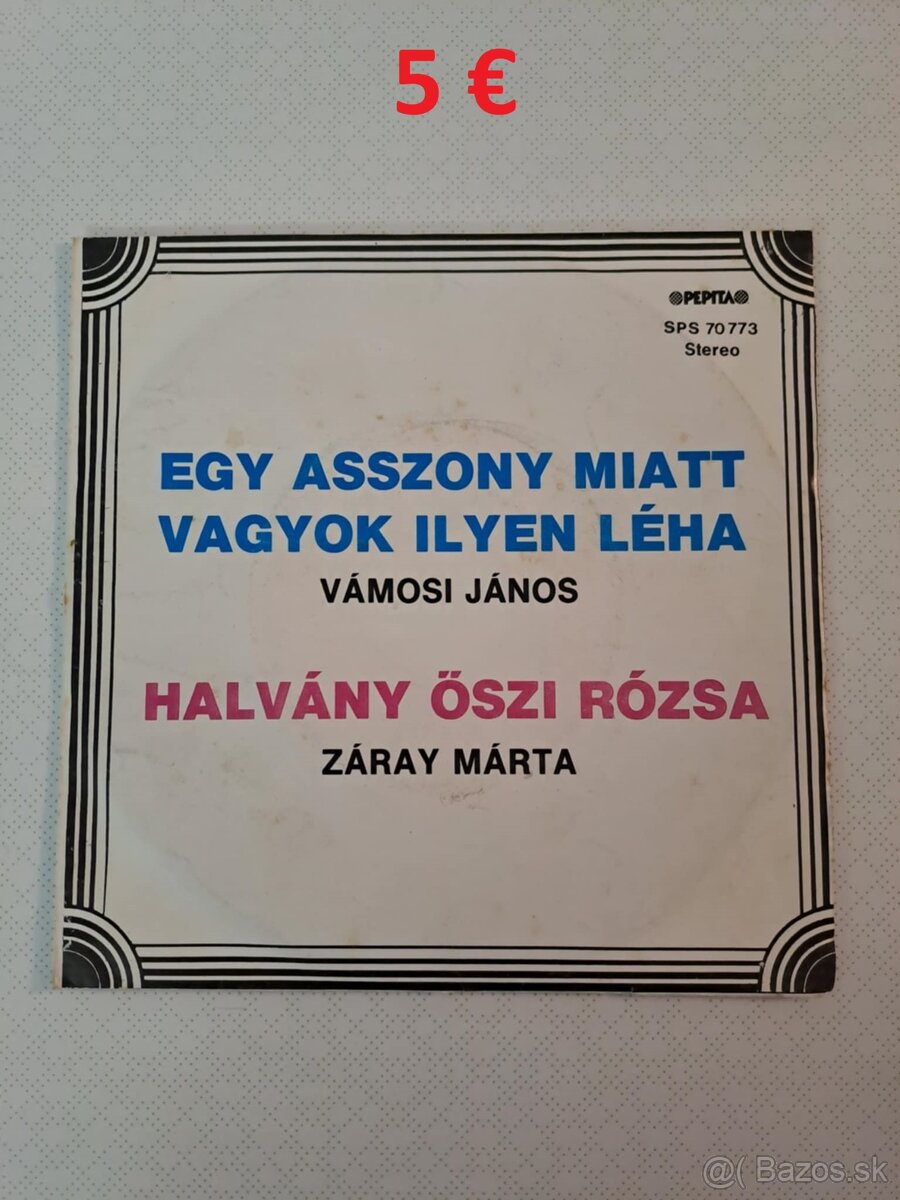 5 €
PEPITA
SPS 70773
Stereo
EGY ASSZONY MIATT
VAGYOK ILYEN LÉHA
VÁMOSI JÁNOS
HALVÁNY ŐSZI RÓZSA
ZÁRAY MÁRTA
@( Bazos.sk